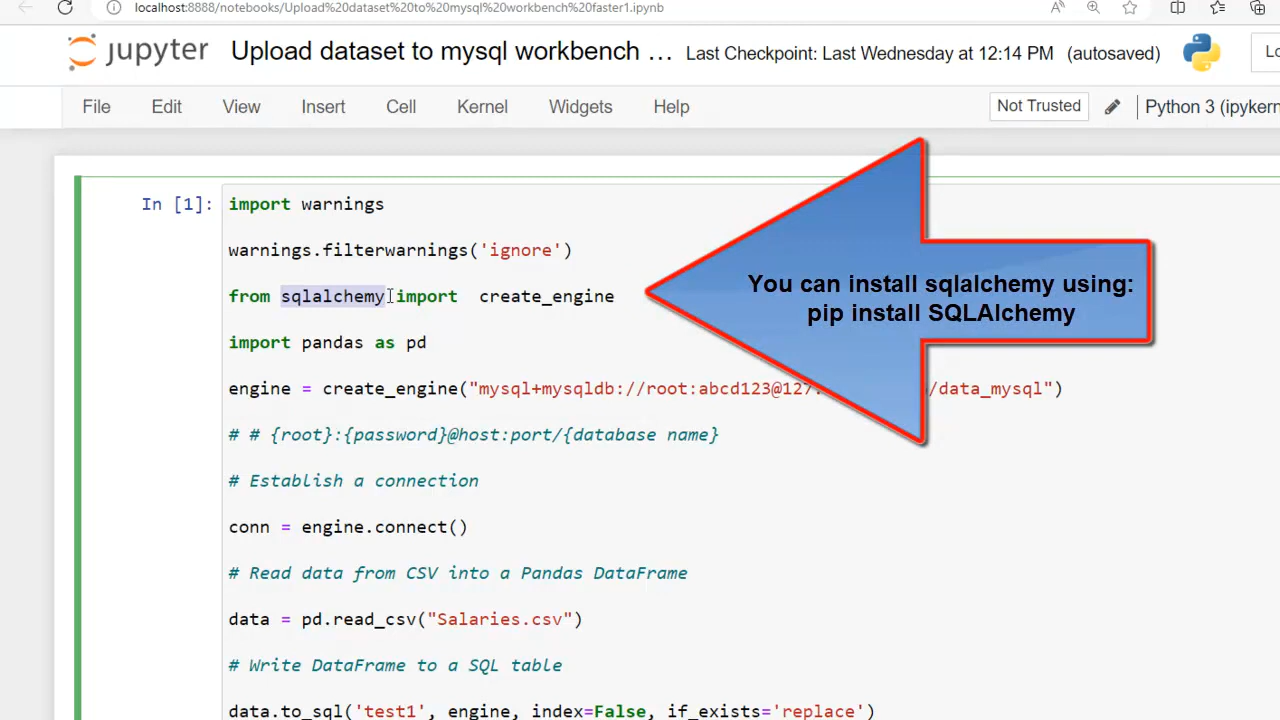 localhost:8888/notebooks/Upload%20dataset%20to%20mysql%20workbench%20faster1.ipynb
jupyter Upload dataset to mysql workbench ... Last Checkpoint: Last Wednesday at 12:14 PM (autosaved)
File Edit View Insert Cell Kernel Widgets Help Not Trusted Python 3 (ipykern
In [1]: import warnings
warnings.filterwarnings('ignore')
from sqlalchemy import create_engine
You can install sqlalchemy using:
pip install SQLAlchemy
import pandas as pd
engine = create_engine("mysql+mysqldb://root:abcd123@127. /data_mysql")
# # {root}:{password}@host:port/{database name}
# Establish a connection
conn = engine.connect()
# Read data from CSV into a Pandas DataFrame
data = pd.read_csv("Salaries.csv")
# Write DataFrame to a SQL table
data.to_sql('test1', engine, index=False, if_exists='replace')